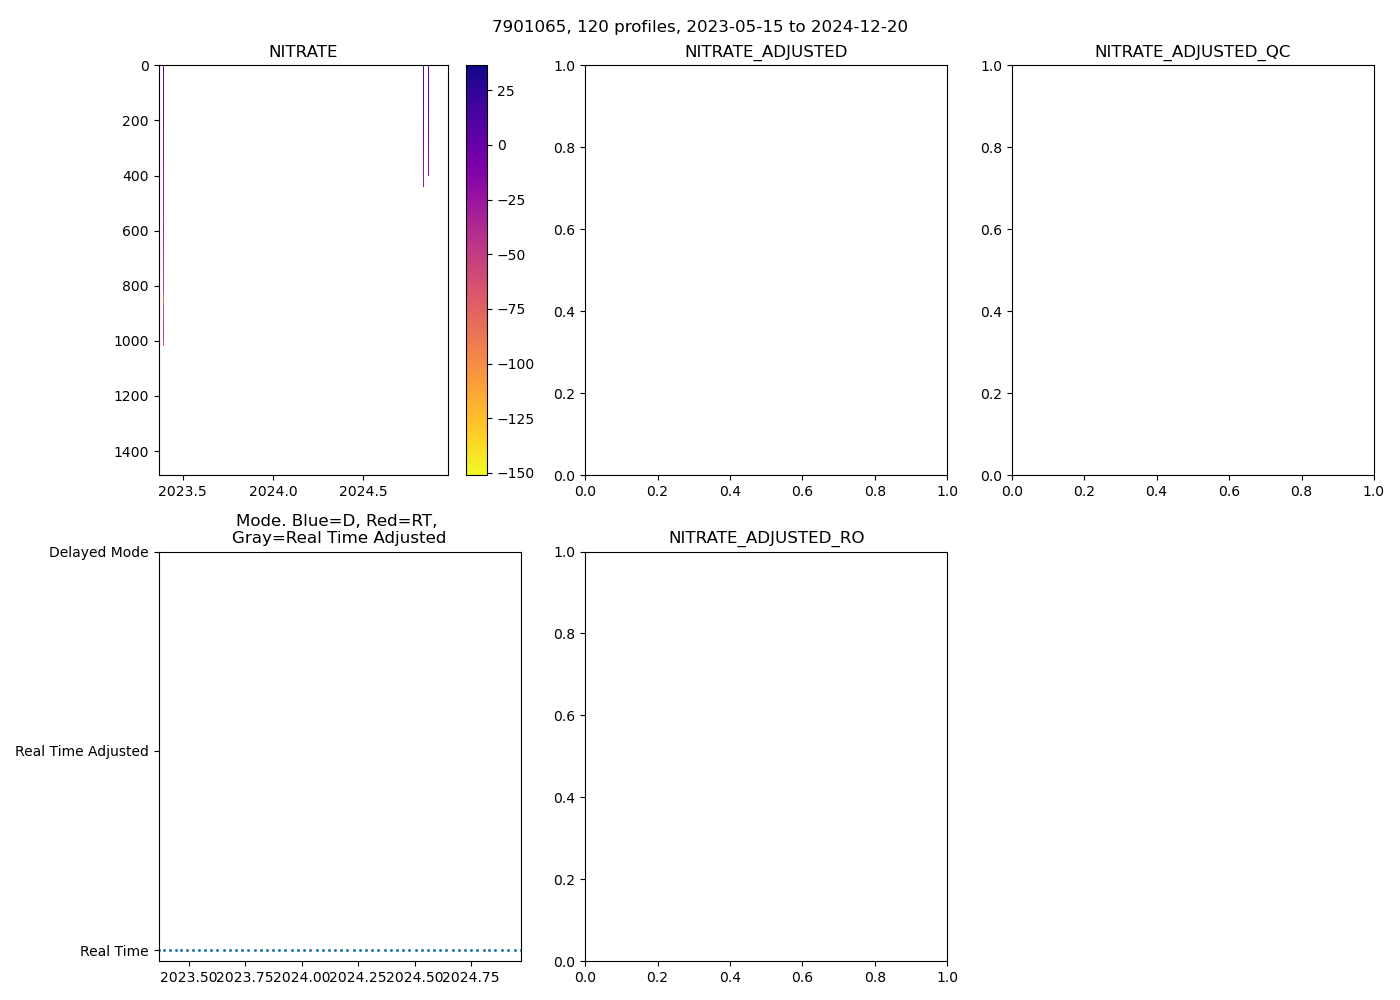 7901065, 120 profiles, 2023-05-15 to 2024-12-20
NITRATE
0
200
400
600
800
1000
1200
1400
2023.5 2024.0 2024.5
25
0
−25
−50
−75
−100
−125
−150
NITRATE_ADJUSTED
1.0
0.8
0.6
0.4
0.2
0.0
0.0 0.2 0.4 0.6 0.8 1.0
NITRATE_ADJUSTED_QC
1.0
0.8
0.6
0.4
0.2
0.0
0.0 0.2 0.4 0.6 0.8 1.0
Mode. Blue=D, Red=RT,
Gray=Real Time Adjusted
Delayed Mode
Real Time Adjusted
Real Time
2023.50 2023.75 2024.00 2024.25 2024.50 2024.75
NITRATE_ADJUSTED_RO
1.0
0.8
0.6
0.4
0.2
0.0
0.0 0.2 0.4 0.6 0.8 1.0